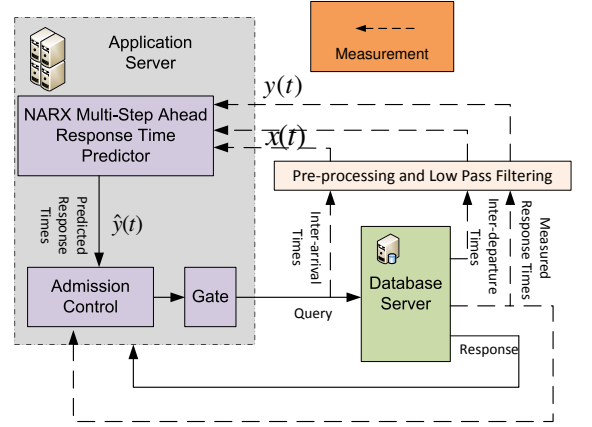 Application
Server
Measurement
NARX Multi-Step Ahead
Response Time
Predictor
y(t)
x(t)
Pre-processing and Low Pass Filtering
Predicted
Response
Times
ŷ(t)
Inter-arrival
Times
Inter-departure
Times
Measured
Response Times
Admission
Control
Gate
Query
Database
Server
Response